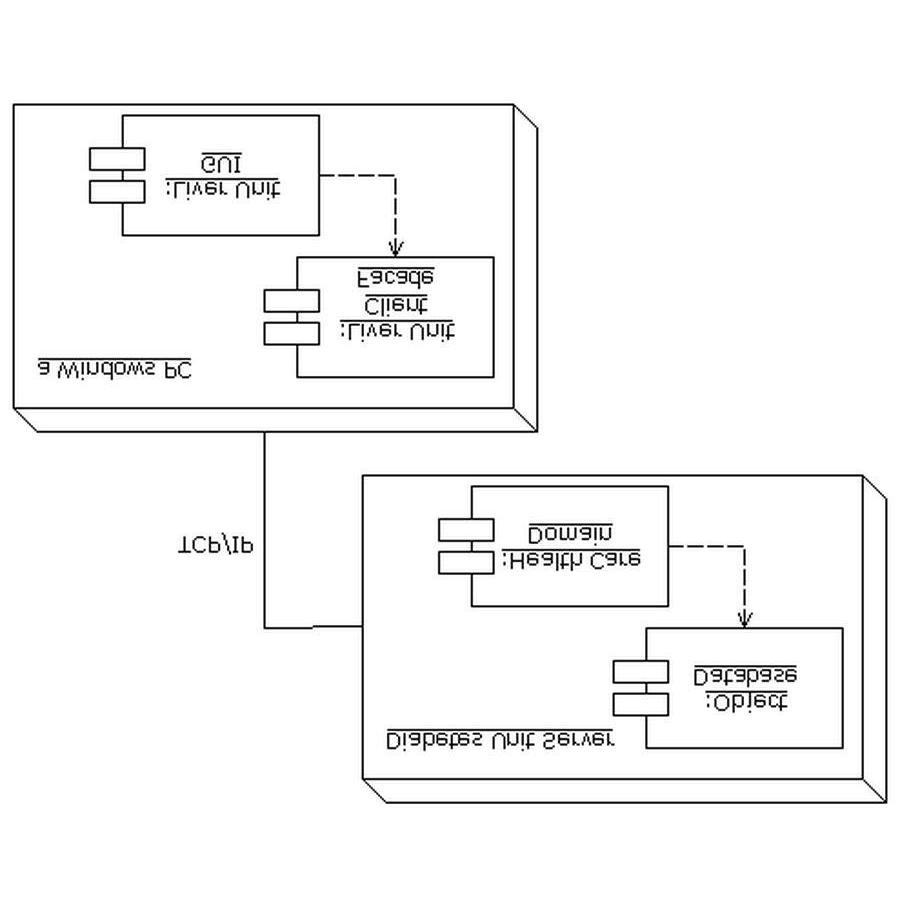 Diabetes Unit Server
:Object
Database
:Health Care
Domain
TCP/IP
a Windows PC
:Liver Unit
Client
Facade
:Liver Unit
GUI